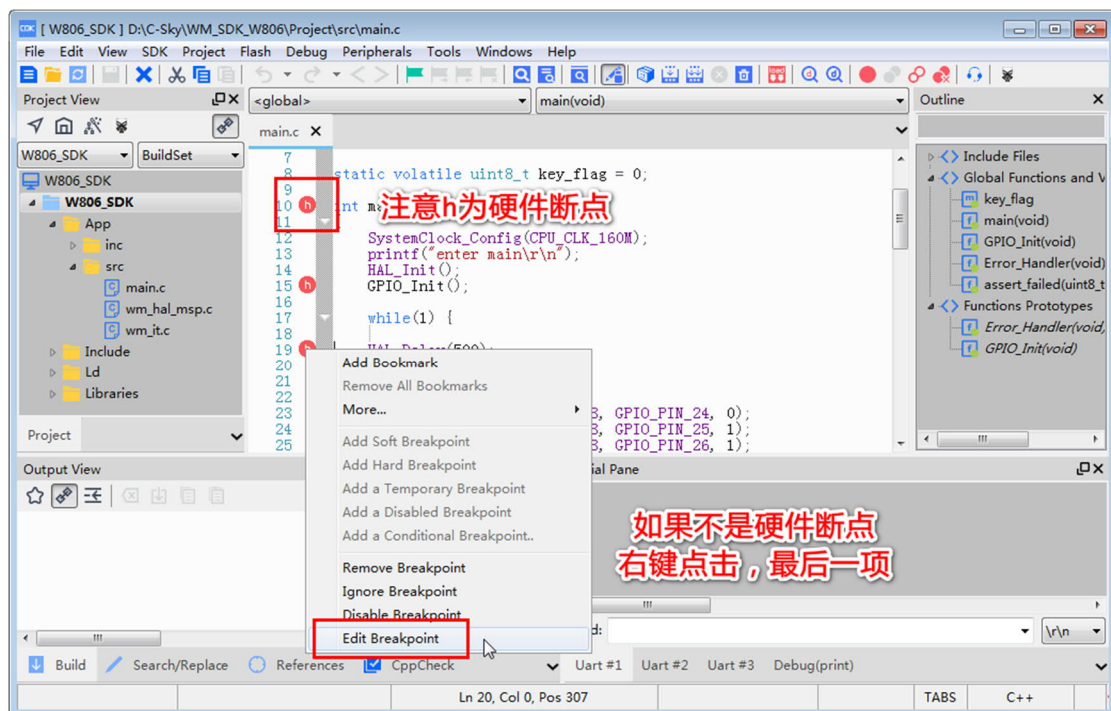 [ W806_SDK ] D:\C-Sky\WM_SDK_W806\Project\src\main.c
File Edit View SDK Project Flash Debug Peripherals Tools Windows Help
Project View
<global>
main(void)
Outline
main.c
W806_SDK
BuildSet
W806_SDK
W806_SDK
App
inc
src
main.c
wm_hal_msp.c
wm_it.c
Include
Ld
Libraries
Project
7
8 static volatile uint8_t key_flag = 0;
9
10 h int m
注意h为硬件断点
11
12 SystemClock_Config(CPU_CLK_160M);
13 printf("enter main\r\n");
14 HAL_Init();
15 h GPIO_Init();
16
17 while(1) {
18
19 HAL_Delay(500);
20
21
22
23 B, GPIO_PIN_24, 0);
24 B, GPIO_PIN_25, 1);
25 B, GPIO_PIN_26, 1);
Include Files
Global Functions and V
key_flag
main(void)
GPIO_Init(void)
Error_Handler(void)
assert_failed(uint8_t
Functions Prototypes
Error_Handler(void,
GPIO_Init(void)
Add Bookmark
Remove All Bookmarks
More...
Add Soft Breakpoint
Add Hard Breakpoint
Add a Temporary Breakpoint
Add a Disabled Breakpoint
Add a Conditional Breakpoint..
Remove Breakpoint
Ignore Breakpoint
Disable Breakpoint
Edit Breakpoint
Output View
ial Pane
如果不是硬件断点
右键点击，最后一项
d:
\r\n
Build Search/Replace References CppCheck
Uart #1 Uart #2 Uart #3 Debug(print)
Ln 20, Col 0, Pos 307
TABS
C++